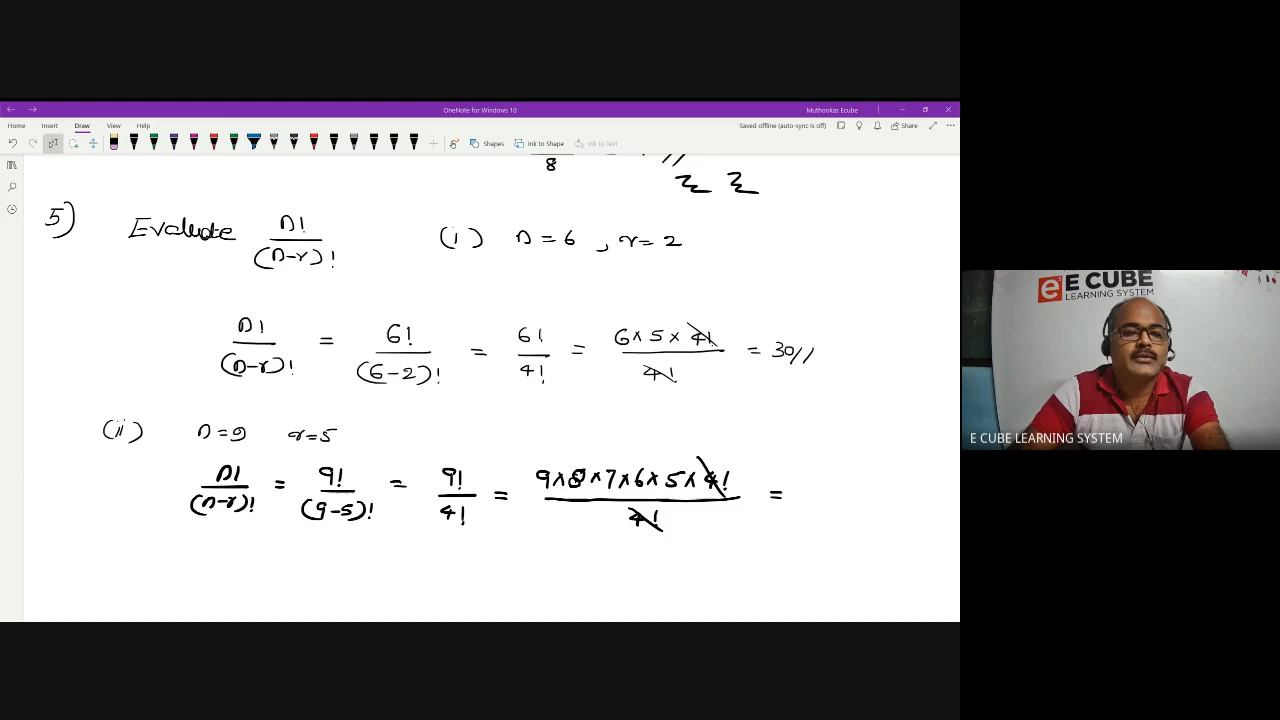 OneNote for Windows 10
Muthookas Ecube
Home Insert Draw View Help
Saved offline (auto-sync is off)
Share
Shapes Ink to Shape Ink to Text
8
5) Evaluate n!/(n-r)! (i) n = 6, r = 2
n!/(n-r)! = 6!/(6-2)! = 6!/4! = 6×5×4!/4! = 30//
(ii) n=9 r=5
n!/(n-r)! = 9!/(9-5)! = 9!/4! = 9×8×7×6×5×4!/4! =
e E CUBE
LEARNING SYSTEM
E CUBE LEARNING SYSTEM